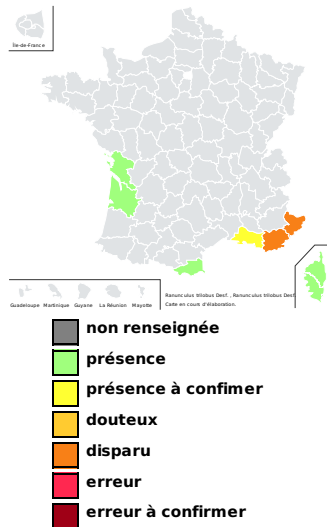 Île-de-France
Guadeloupe Martinique Guyane La Réunion Mayotte
Ranunculus trilobus Desf. , Ranunculus trilobus Desf.
Carte en cours d'élaboration.
non renseignée
présence
présence à confimer
douteux
disparu
erreur
erreur à confirmer